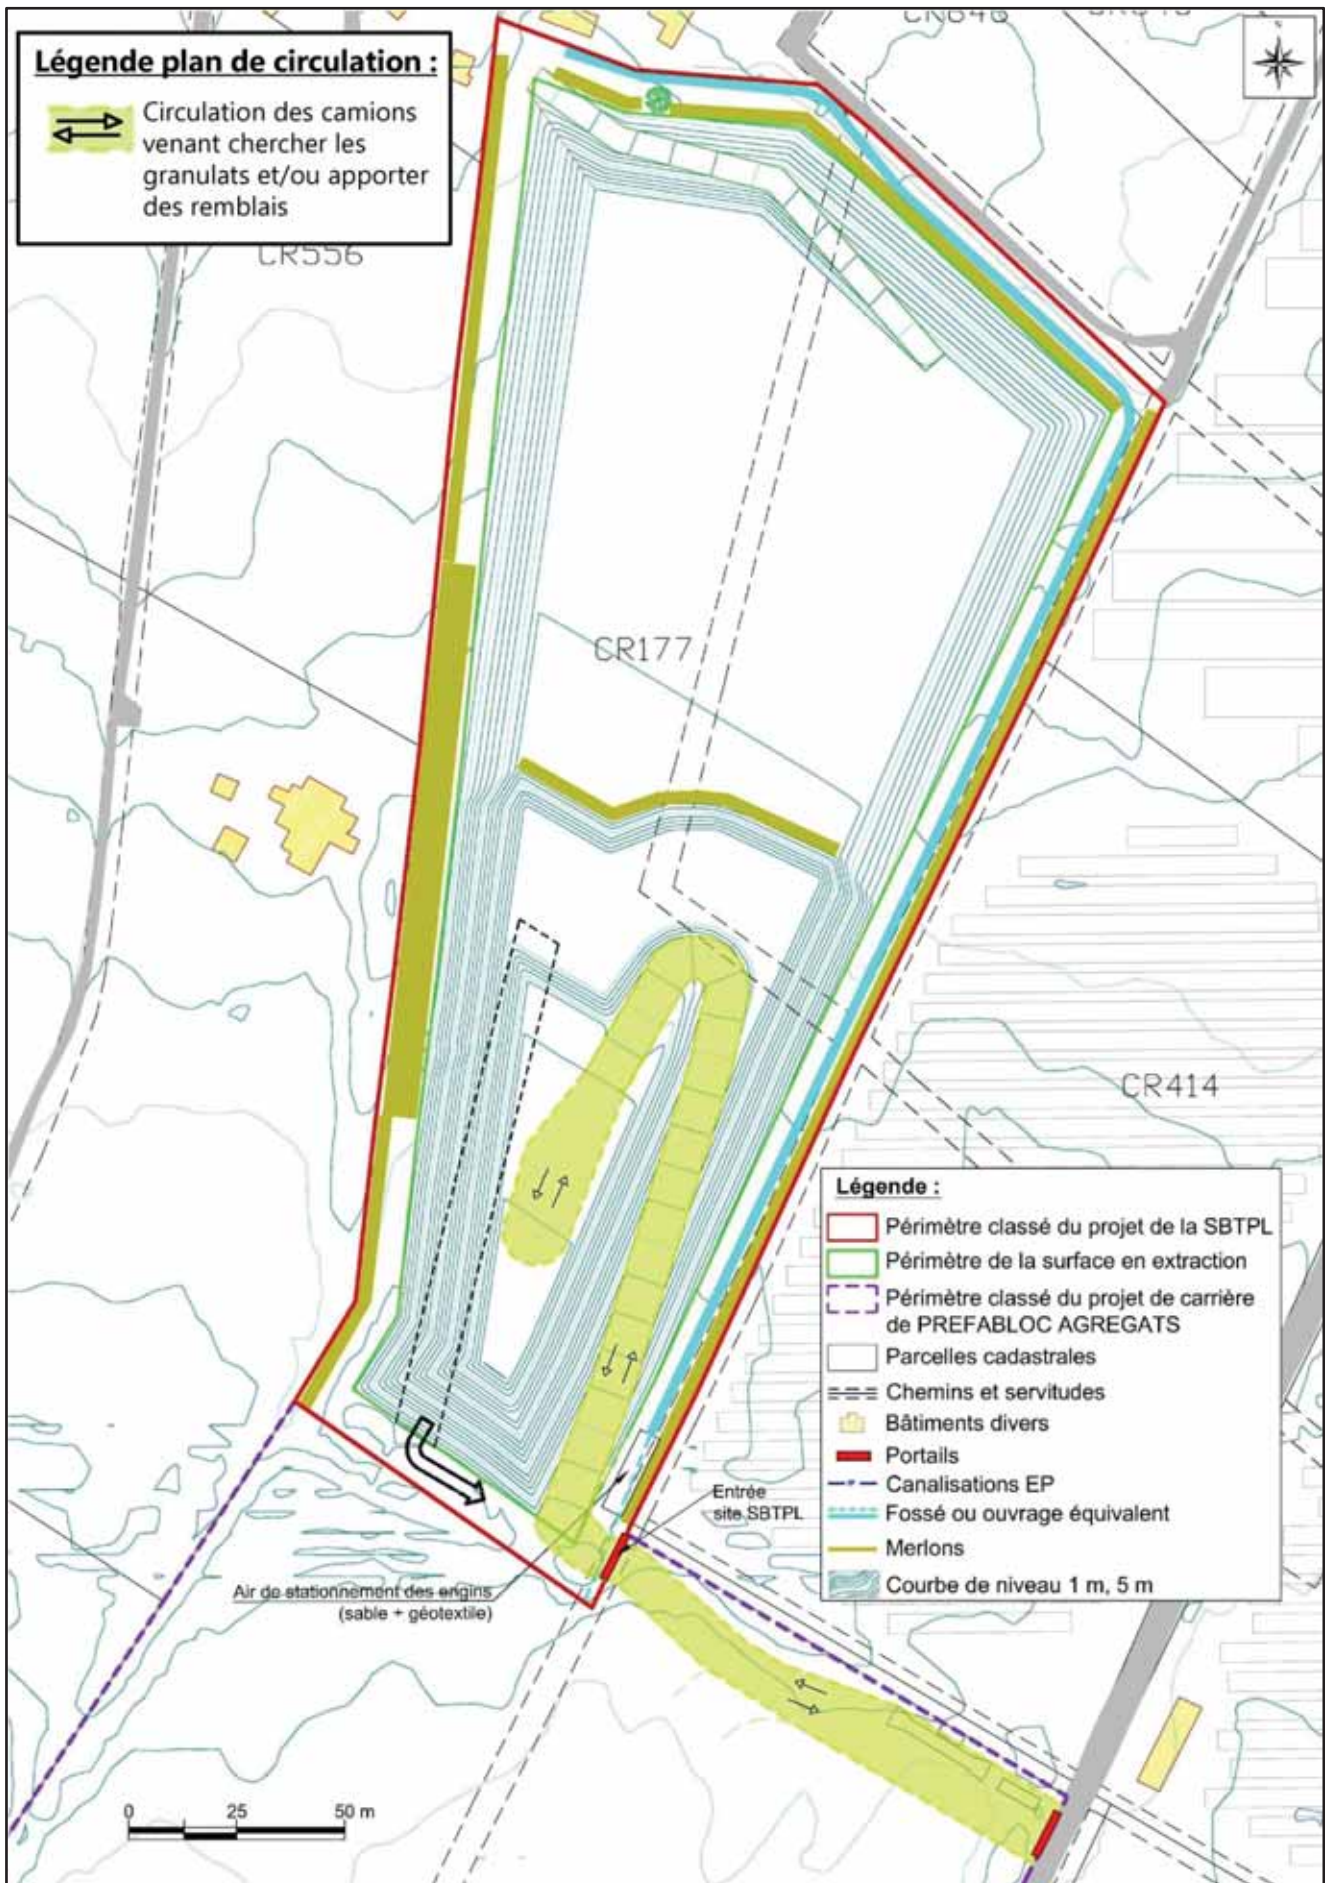 CR646
Légende plan de circulation :
Circulation des camions
venant chercher les
granulats et/ou apporter
des remblais
CR556
CR177
CR414
Légende :
Périmètre classé du projet de la SBTPL
Périmètre de la surface en extraction
Périmètre classé du projet de carrière
de PREFABLOC AGREGATS
Parcelles cadastrales
Chemins et servitudes
Bâtiments divers
Portails
Canalisations EP
Fossé ou ouvrage équivalent
Merlons
Courbe de niveau 1 m, 5 m
Entrée
site SBTPL
Air de stationnement des engins
(sable + géotextile)
0 25 50 m